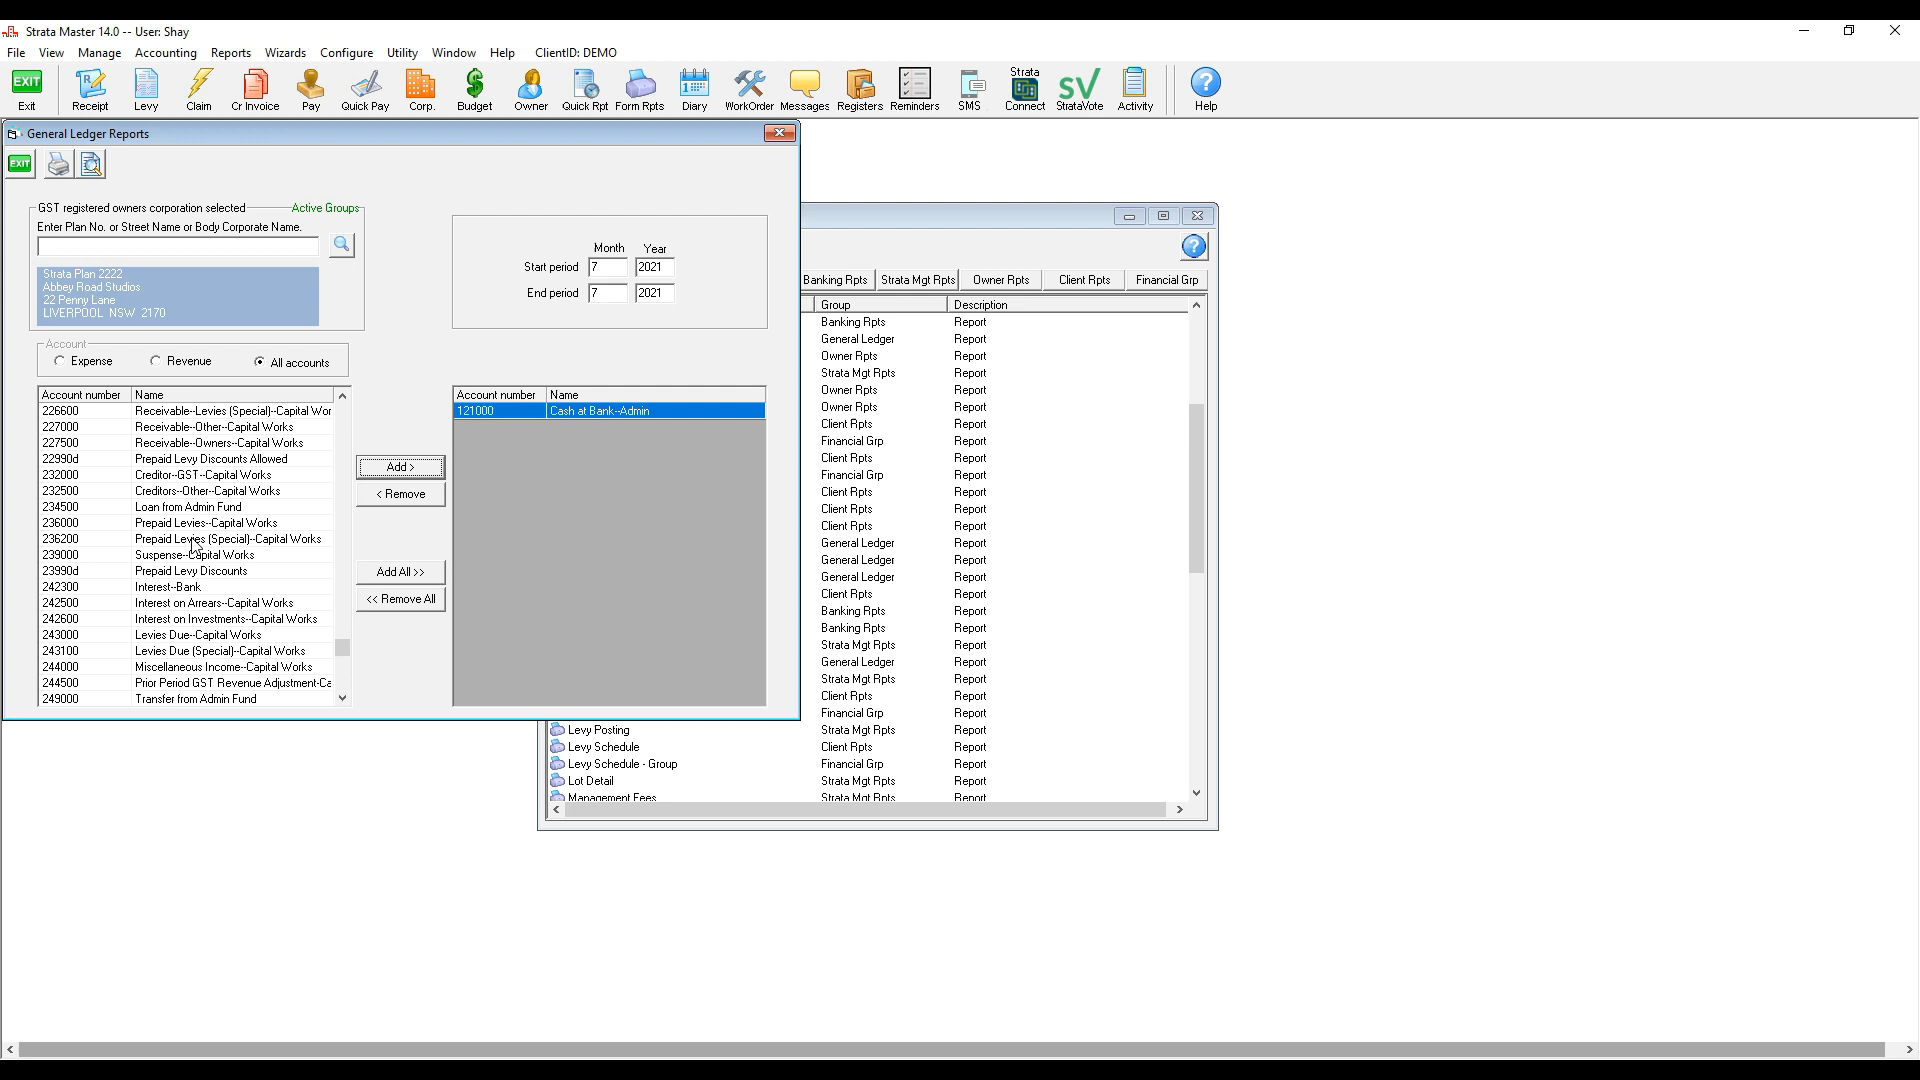 Strata Master 14.0 -- User: Shay
File View Manage Accounting Reports Wizards Configure Utility Window Help ClientID: DEMO
EXIT
Exit Receipt Levy Claim Cr Invoice Pay Quick Pay Corp. Budget Owner Quick Rpt Form Rpts Diary WorkOrder Messages Registers Reminders SMS Strata Connect StrataVote Activity Help
General Ledger Reports
EXIT
GST registered owners corporation selected Active Groups
Enter Plan No. or Street Name or Body Corporate Name.
Strata Plan 2222
Abbey Road Studios
22 Penny Lane
LIVERPOOL NSW 2170
Month Year
Start period 7 2021
End period 7 2021
Account
Expense Revenue All accounts
Account number Name
226600 Receivable--Levies (Special)--Capital Wor
227000 Receivable--Other--Capital Works
227500 Receivable--Owners--Capital Works
22990d Prepaid Levy Discounts Allowed
232000 Creditor--GST--Capital Works
232500 Creditors--Other--Capital Works
234500 Loan from Admin Fund
236000 Prepaid Levies--Capital Works
236200 Prepaid Levies (Special)--Capital Works
239000 Suspense--Capital Works
23990d Prepaid Levy Discounts
242300 Interest--Bank
242500 Interest on Arrears--Capital Works
242600 Interest on Investments--Capital Works
243000 Levies Due--Capital Works
243100 Levies Due (Special)--Capital Works
244000 Miscellaneous Income--Capital Works
244500 Prior Period GST Revenue Adjustment-Ca
249000 Transfer from Admin Fund
Add >
< Remove
Add All >>
<< Remove All
Account number Name
121000 Cash at Bank--Admin
Banking Rpts Strata Mgt Rpts Owner Rpts Client Rpts Financial Grp
Group Description
Banking Rpts Report
General Ledger Report
Owner Rpts Report
Strata Mgt Rpts Report
Owner Rpts Report
Owner Rpts Report
Client Rpts Report
Financial Grp Report
Client Rpts Report
Financial Grp Report
Client Rpts Report
Client Rpts Report
Client Rpts Report
General Ledger Report
General Ledger Report
General Ledger Report
Client Rpts Report
Banking Rpts Report
Banking Rpts Report
Strata Mgt Rpts Report
General Ledger Report
Strata Mgt Rpts Report
Client Rpts Report
Financial Grp Report
Levy Posting Strata Mgt Rpts Report
Levy Schedule Client Rpts Report
Levy Schedule - Group Financial Grp Report
Lot Detail Strata Mgt Rpts Report
Management Fees Strata Mgt Rpts Report